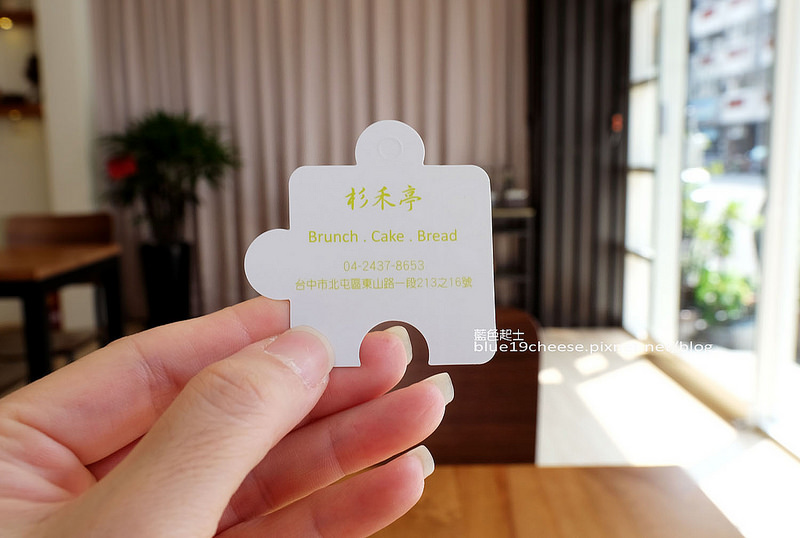 杉禾亭
Brunch . Cake . Bread
04-2437-8653
台中市北屯區東山路一段213.216號
藍色起士
blue19cheese.pixnet.net/blog